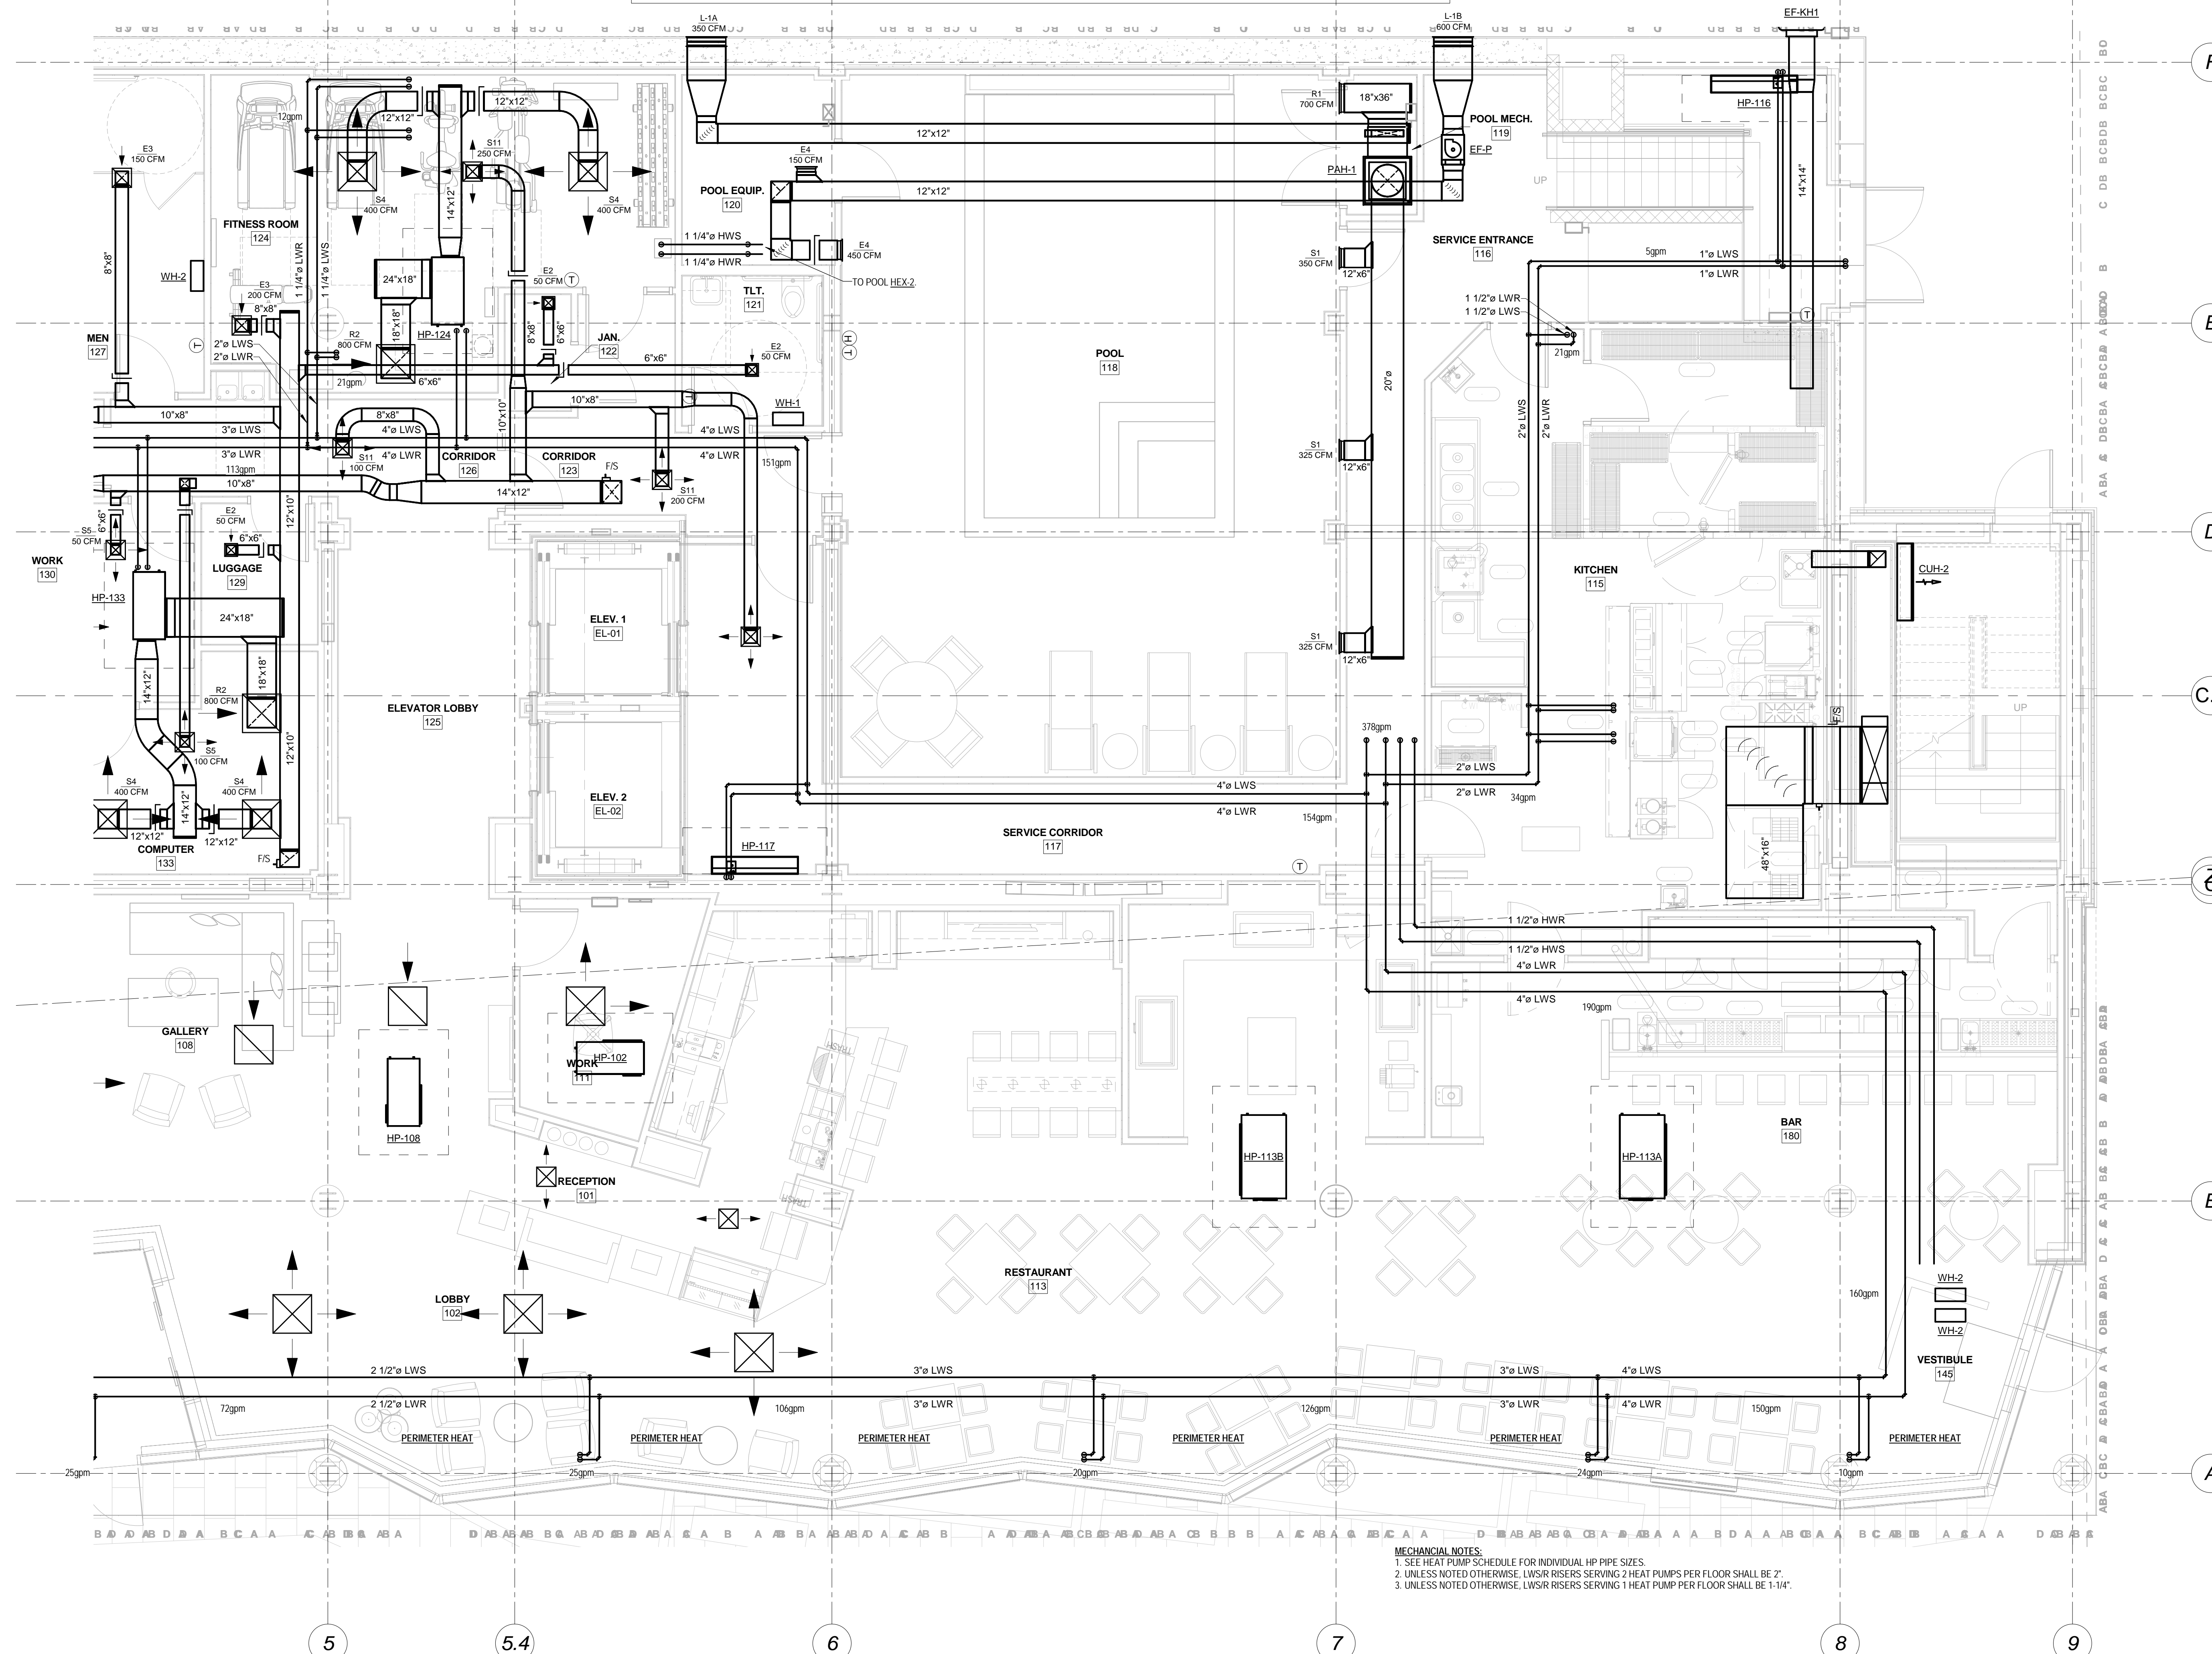 L-1A
350 CFM
L-1B
600 CFM
EF-KH1
12"x12"
12"x12"
12gpm
E3
150 CFM
S11
250 CFM
S4
400 CFM
S4
400 CFM
14"x12"
8"x8"
FITNESS ROOM
124
WH-2
1 1/4"ø LWR
1 1/4"ø LWS
24"x18"
18"x18"
HP-124
E3
200 CFM
8"x8"
R2
800 CFM
2"ø LWS
2"ø LWR
21gpm
6"x6"
MEN
127
T
E2
50 CFM
T
8"x8"
6"x6"
JAN.
122
6"x6"
E2
50 CFM
12"x12"
R1
700 CFM
18"x36"
POOL MECH.
119
EF-P
PAH-1
E4
150 CFM
12"x12"
POOL EQUIP.
120
1 1/4"ø HWS
1 1/4"ø HWR
E4
450 CFM
TO POOL HEX-2.
TLT.
121
H
T
POOL
118
S1
350 CFM
12"x6"
20"ø
S1
325 CFM
12"x6"
S1
325 CFM
12"x6"
HP-116
14"x14"
UP
SERVICE ENTRANCE
116
5gpm
1"ø LWS
1"ø LWR
1 1/2"ø LWR
1 1/2"ø LWS
21gpm
T
2"ø LWS
2"ø LWR
10"x8"
8"x8"
10"x10"
10"x8"
T
WH-1
3"ø LWS
4"ø LWS
4"ø LWS
3"ø LWR
4"ø LWR
4"ø LWR
S11
100 CFM
CORRIDOR
126
CORRIDOR
123
F/S
151gpm
113gpm
10"x8"
14"x12"
S11
200 CFM
12"x10"
S5
50 CFM
6"x6"
E2
50 CFM
6"x6"
WORK
130
LUGGAGE
129
HP-133
24"x18"
14"x12"
18"x18"
R2
800 CFM
12"x10"
S5
100 CFM
S4
400 CFM
S4
400 CFM
14"x12"
12"x12"
12"x12"
COMPUTER
133
F/S
ELEVATOR LOBBY
125
ELEV. 1
EL-01
ELEV. 2
EL-02
HP-117
SERVICE CORRIDOR
117
T
4"ø LWS
4"ø LWR
154gpm
378gpm
2"ø LWS
2"ø LWR
34gpm
KITCHEN
115
CUH-2
F/S
UP
48"x16"
1 1/2"ø HWR
1 1/2"ø HWS
4"ø LWR
4"ø LWS
190gpm
GALLERY
108
HP-108
WORK
111
HP-102
TRASH
TRASH
RECEPTION
101
HP-113B
HP-113A
BAR
180
LOBBY
102
RESTAURANT
113
160gpm
WH-2
WH-2
VESTIBULE
145
2 1/2"ø LWS
3"ø LWS
3"ø LWS
4"ø LWS
2 1/2"ø LWR
3"ø LWR
3"ø LWR
4"ø LWR
72gpm
106gpm
126gpm
150gpm
PERIMETER HEAT
PERIMETER HEAT
PERIMETER HEAT
PERIMETER HEAT
PERIMETER HEAT
PERIMETER HEAT
25gpm
25gpm
20gpm
24gpm
10gpm
MECHANCIAL NOTES:
1. SEE HEAT PUMP SCHEDULE FOR INDIVIDUAL HP PIPE SIZES.
2. UNLESS NOTED OTHERWISE, LWS/R RISERS SERVING 2 HEAT PUMPS PER FLOOR SHALL BE 2".
3. UNLESS NOTED OTHERWISE, LWS/R RISERS SERVING 1 HEAT PUMP PER FLOOR SHALL BE 1-1/4".
5
5.4
6
7
8
9